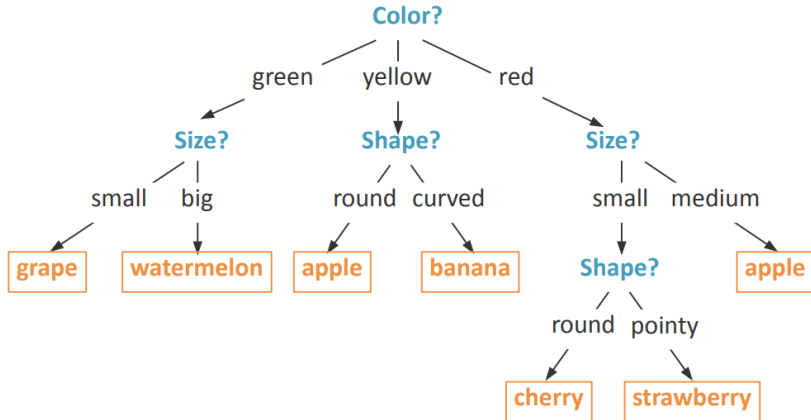 Color?
green yellow red
Size? Shape? Size?
small big round curved small medium
grape watermelon apple banana Shape? apple
round pointy
cherry strawberry